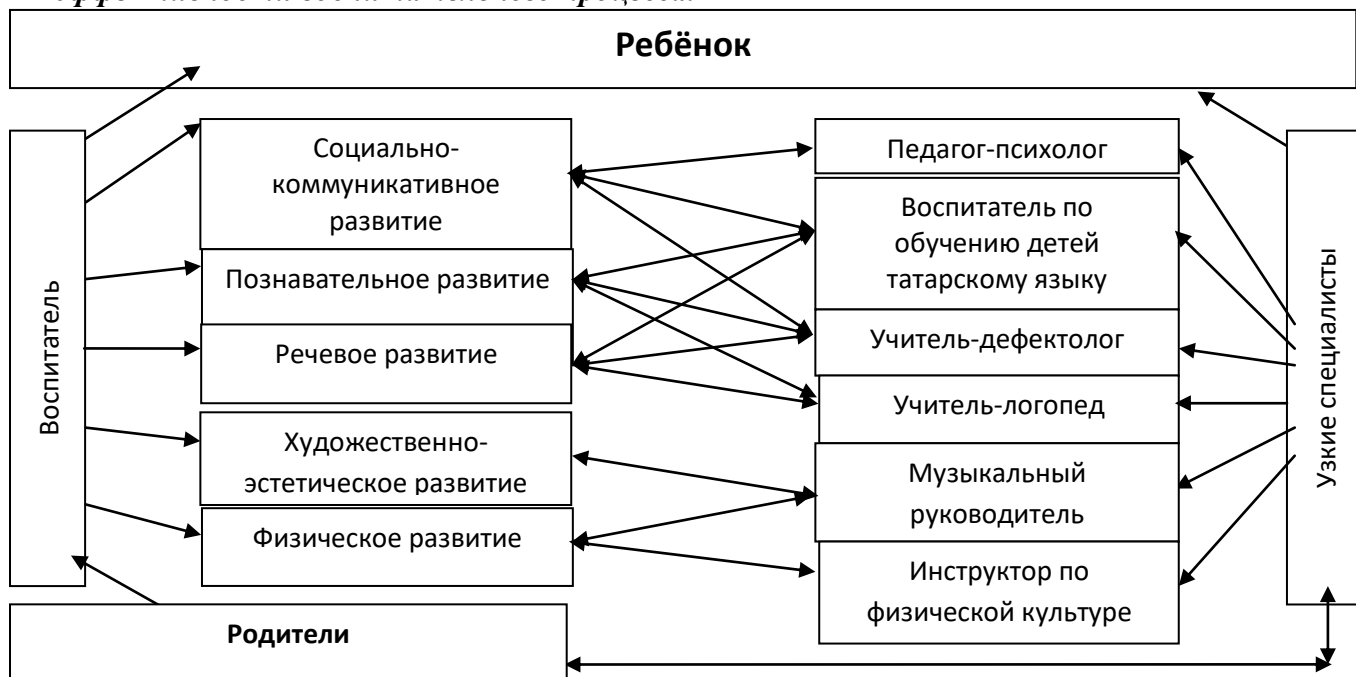 Ребёнок
Воспитатель
Социально-
коммуникативное
развитие
Познавательное развитие
Речевое развитие
Художественно-
эстетическое развитие
Физическое развитие
Педагог-психолог
Воспитатель по
обучению детей
татарскому языку
Учитель-дефектолог
Учитель-логопед
Музыкальный
руководитель
Инструктор по
физической культуре
Узкие специалисты
Родители